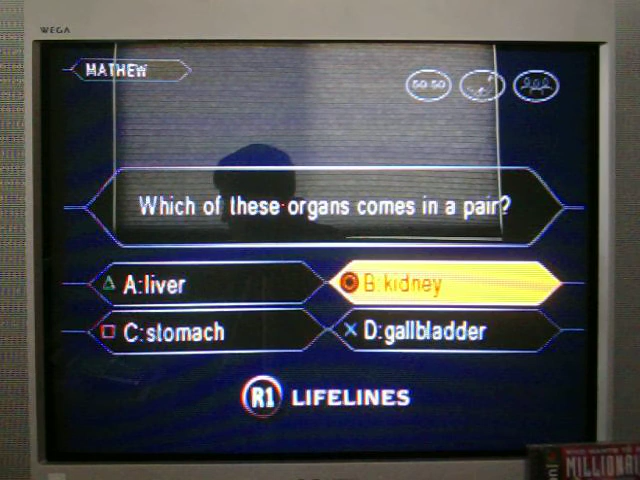 WEGA
MATHEW
50:50
Which of these organs comes in a pair?
A:liver
B:kidney
C:stomach
D:gallbladder
R1 LIFELINES
MILLIONAI